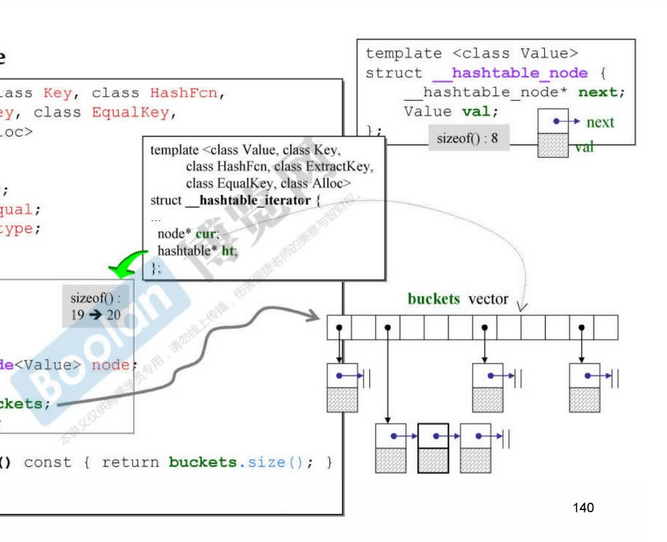 e
lass Key, class HashFcn,
ey, class EqualKey,
loc>
template <class Value>
struct __hashtable_node {
__hashtable_node* next;
Value val;
};
sizeof() : 8
next
val
template <class Value, class Key,
class HashFcn, class ExtractKey,
class EqualKey, class Alloc>
struct __hashtable_iterator {
...
node* cur;
hashtable* ht;
};
;
qual;
type;
sizeof() :
19 ➔ 20
de<Value> node;
ckets;
;
() const { return buckets.size(); }
buckets vector
Boolan
博览网
140